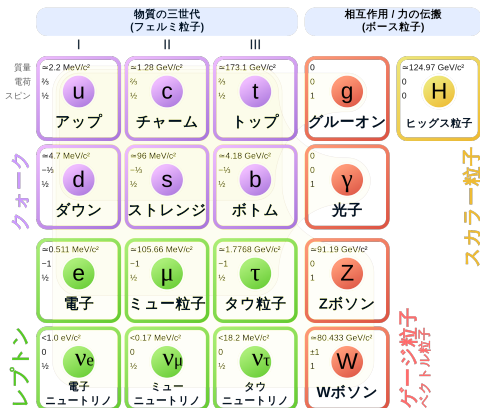 物質の三世代
(フェルミ粒子)
相互作用 / 力の伝搬
(ボース粒子)
I
II
III
質量
電荷
スピン
≃2.2 MeV/c²
⅔
½
u
アップ
≃1.28 GeV/c²
⅔
½
c
チャーム
≃173.1 GeV/c²
⅔
½
t
トップ
0
0
1
g
グルーオン
≃124.97 GeV/c²
0
0
H
ヒッグス粒子
クォーク
≃4.7 MeV/c²
−⅓
½
d
ダウン
≃96 MeV/c²
−⅓
½
s
ストレンジ
≃4.18 GeV/c²
−⅓
½
b
ボトム
0
0
1
γ
光子
スカラー粒子
≃0.511 MeV/c²
−1
½
e
電子
≃105.66 MeV/c²
−1
½
μ
ミュー粒子
≃1.7768 GeV/c²
−1
½
τ
タウ粒子
≃91.19 GeV/c²
0
1
Z
Zボソン
レプトン
<1.0 eV/c²
0
½
νe
電子
ニュートリノ
<0.17 MeV/c²
0
½
νμ
ミュー
ニュートリノ
<18.2 MeV/c²
0
½
ντ
タウ
ニュートリノ
≃80.433 GeV/c²
±1
1
W
Wボソン
ゲージ粒子
ベクトル粒子